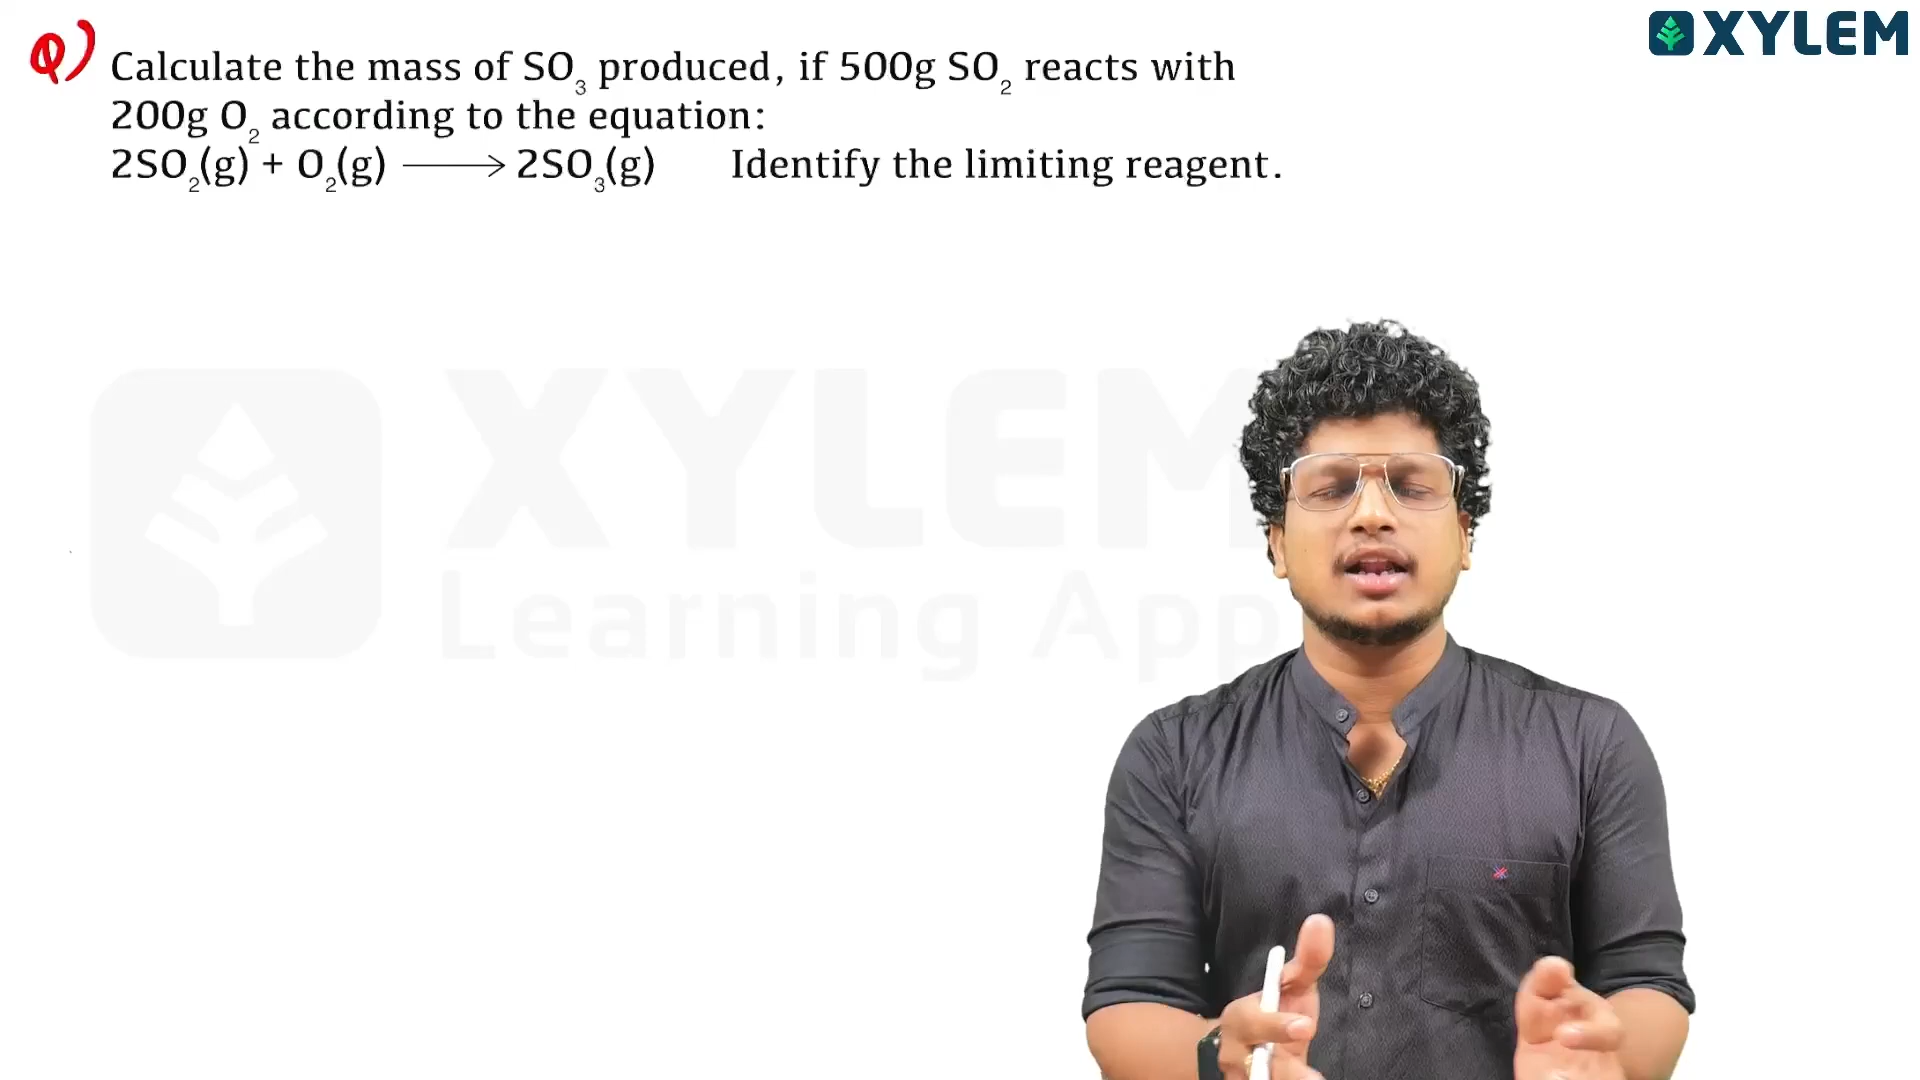 XYLEM
Q) Calculate the mass of SO₃ produced, if 500g SO₂ reacts with
200g O₂ according to the equation:
2SO₂(g) + O₂(g) ⟶ 2SO₃(g) Identify the limiting reagent.
XYLEM
Learning App